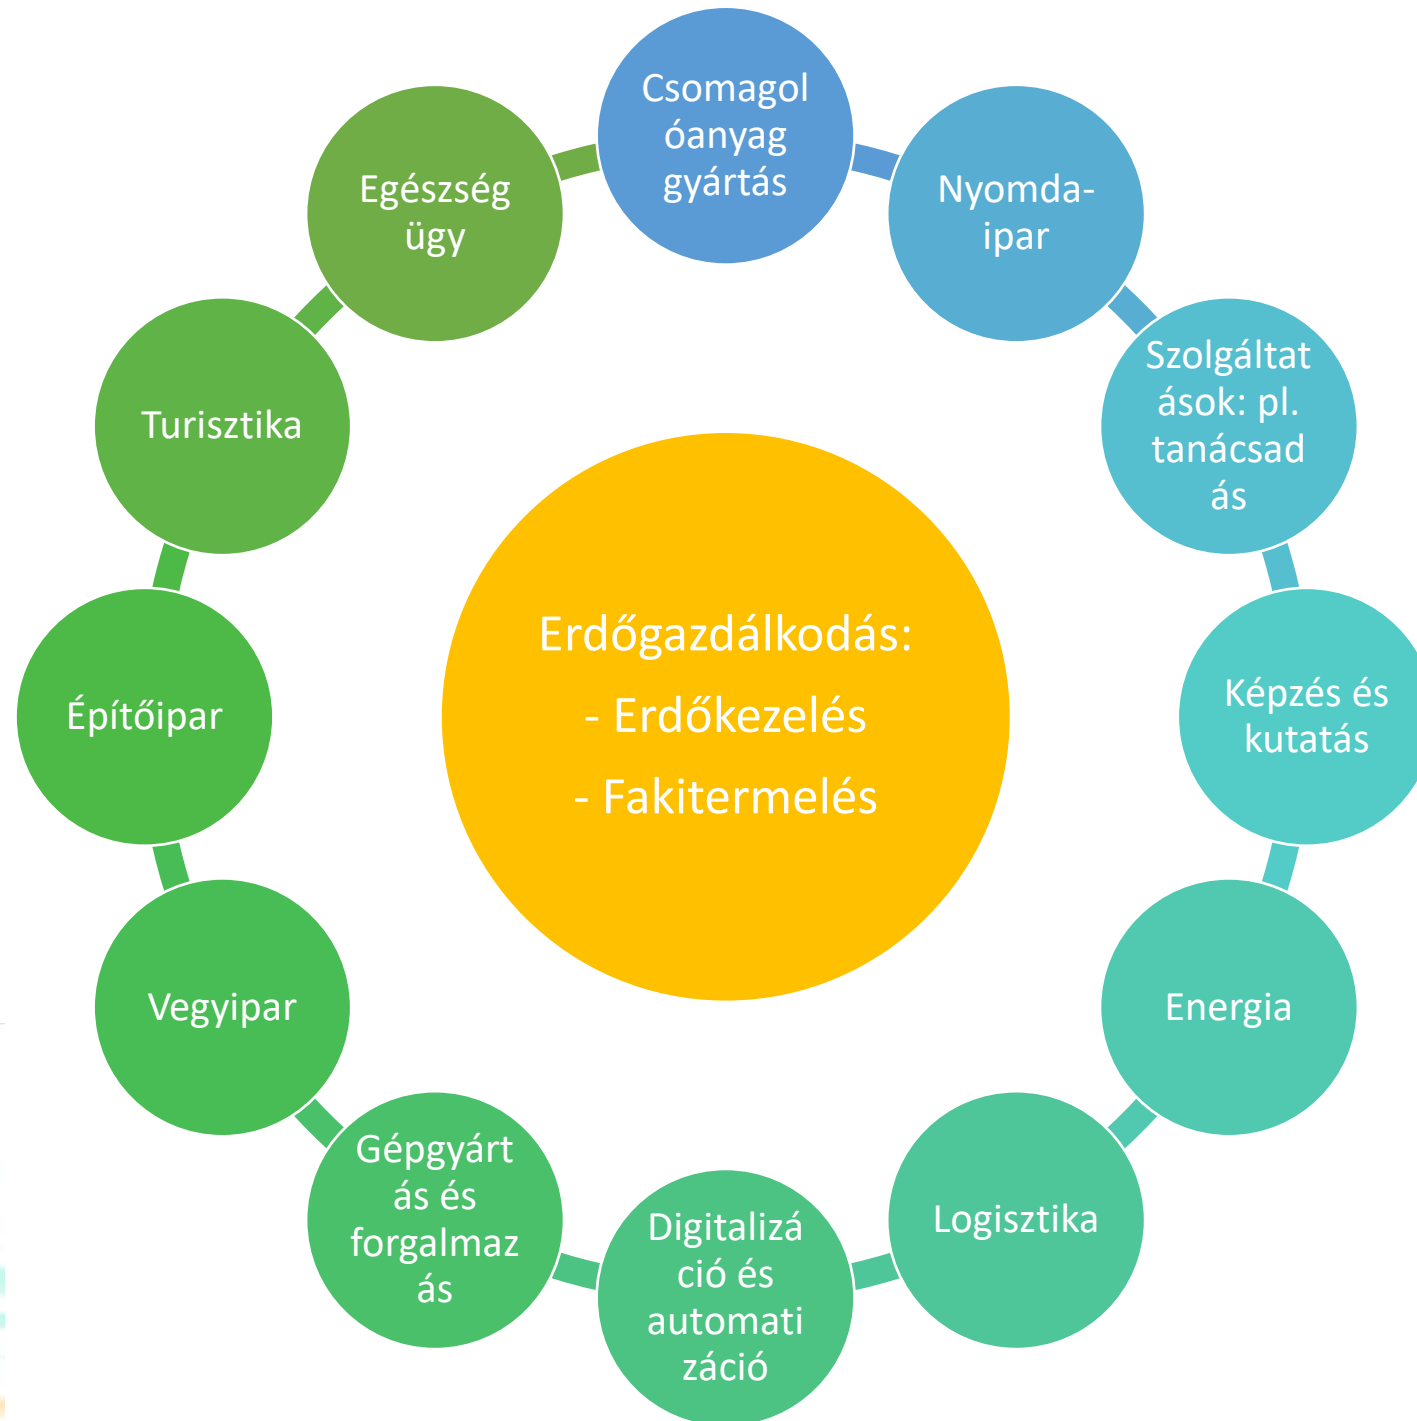 Csomagol
óanyag
gyártás
Nyomda-
ipar
Szolgáltat
ások: pl.
tanácsad
ás
Képzés és
kutatás
Energia
Logisztika
Digitalizá
ció és
automati
záció
Gépgyárt
ás és
forgalmaz
ás
Vegyipar
Építőipar
Turisztika
Egészség
ügy
Erdőgazdálkodás:
- Erdőkezelés
- Fakitermelés